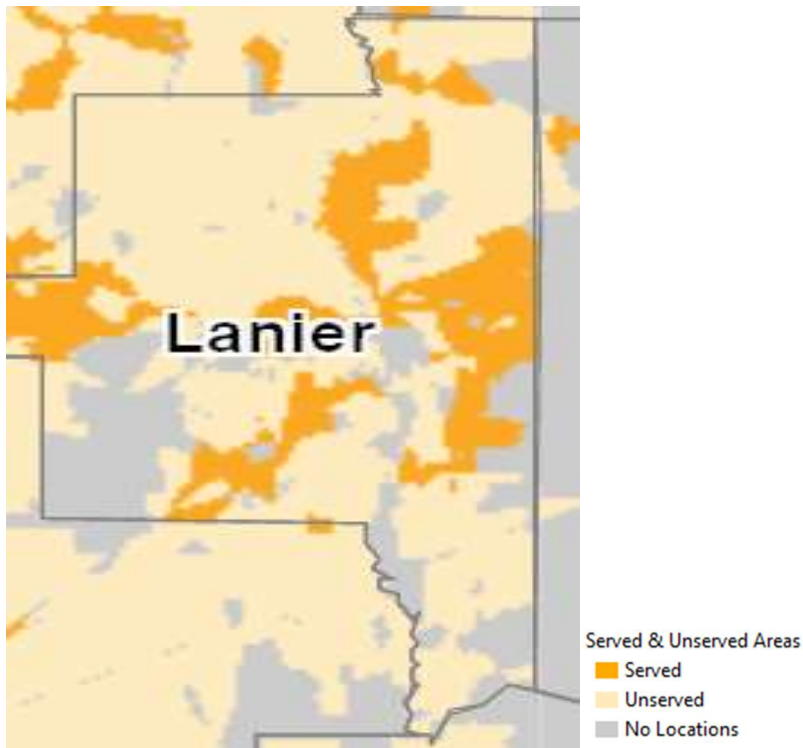 Lanier
Served & Unserved Areas
Served
Unserved
No Locations